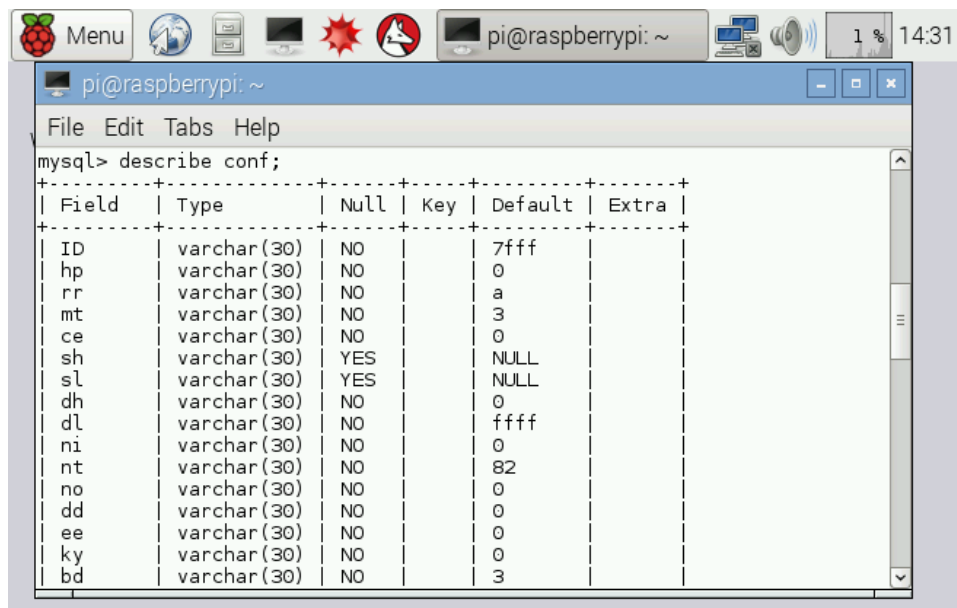 Menu pi@raspberrypi: ~ 1 % 14:31
pi@raspberrypi: ~
File Edit Tabs Help
mysql> describe conf;
+---------+-------------+------+-----+---------+-------+
| Field | Type | Null | Key | Default | Extra |
+---------+-------------+------+-----+---------+-------+
| ID | varchar(30) | NO | | 7fff | |
| hp | varchar(30) | NO | | 0 | |
| rr | varchar(30) | NO | | a | |
| mt | varchar(30) | NO | | 3 | |
| ce | varchar(30) | NO | | 0 | |
| sh | varchar(30) | YES | | NULL | |
| sl | varchar(30) | YES | | NULL | |
| dh | varchar(30) | NO | | 0 | |
| dl | varchar(30) | NO | | ffff | |
| ni | varchar(30) | NO | | 0 | |
| nt | varchar(30) | NO | | 82 | |
| no | varchar(30) | NO | | 0 | |
| dd | varchar(30) | NO | | 0 | |
| ee | varchar(30) | NO | | 0 | |
| ky | varchar(30) | NO | | 0 | |
| bd | varchar(30) | NO | | 3 | |